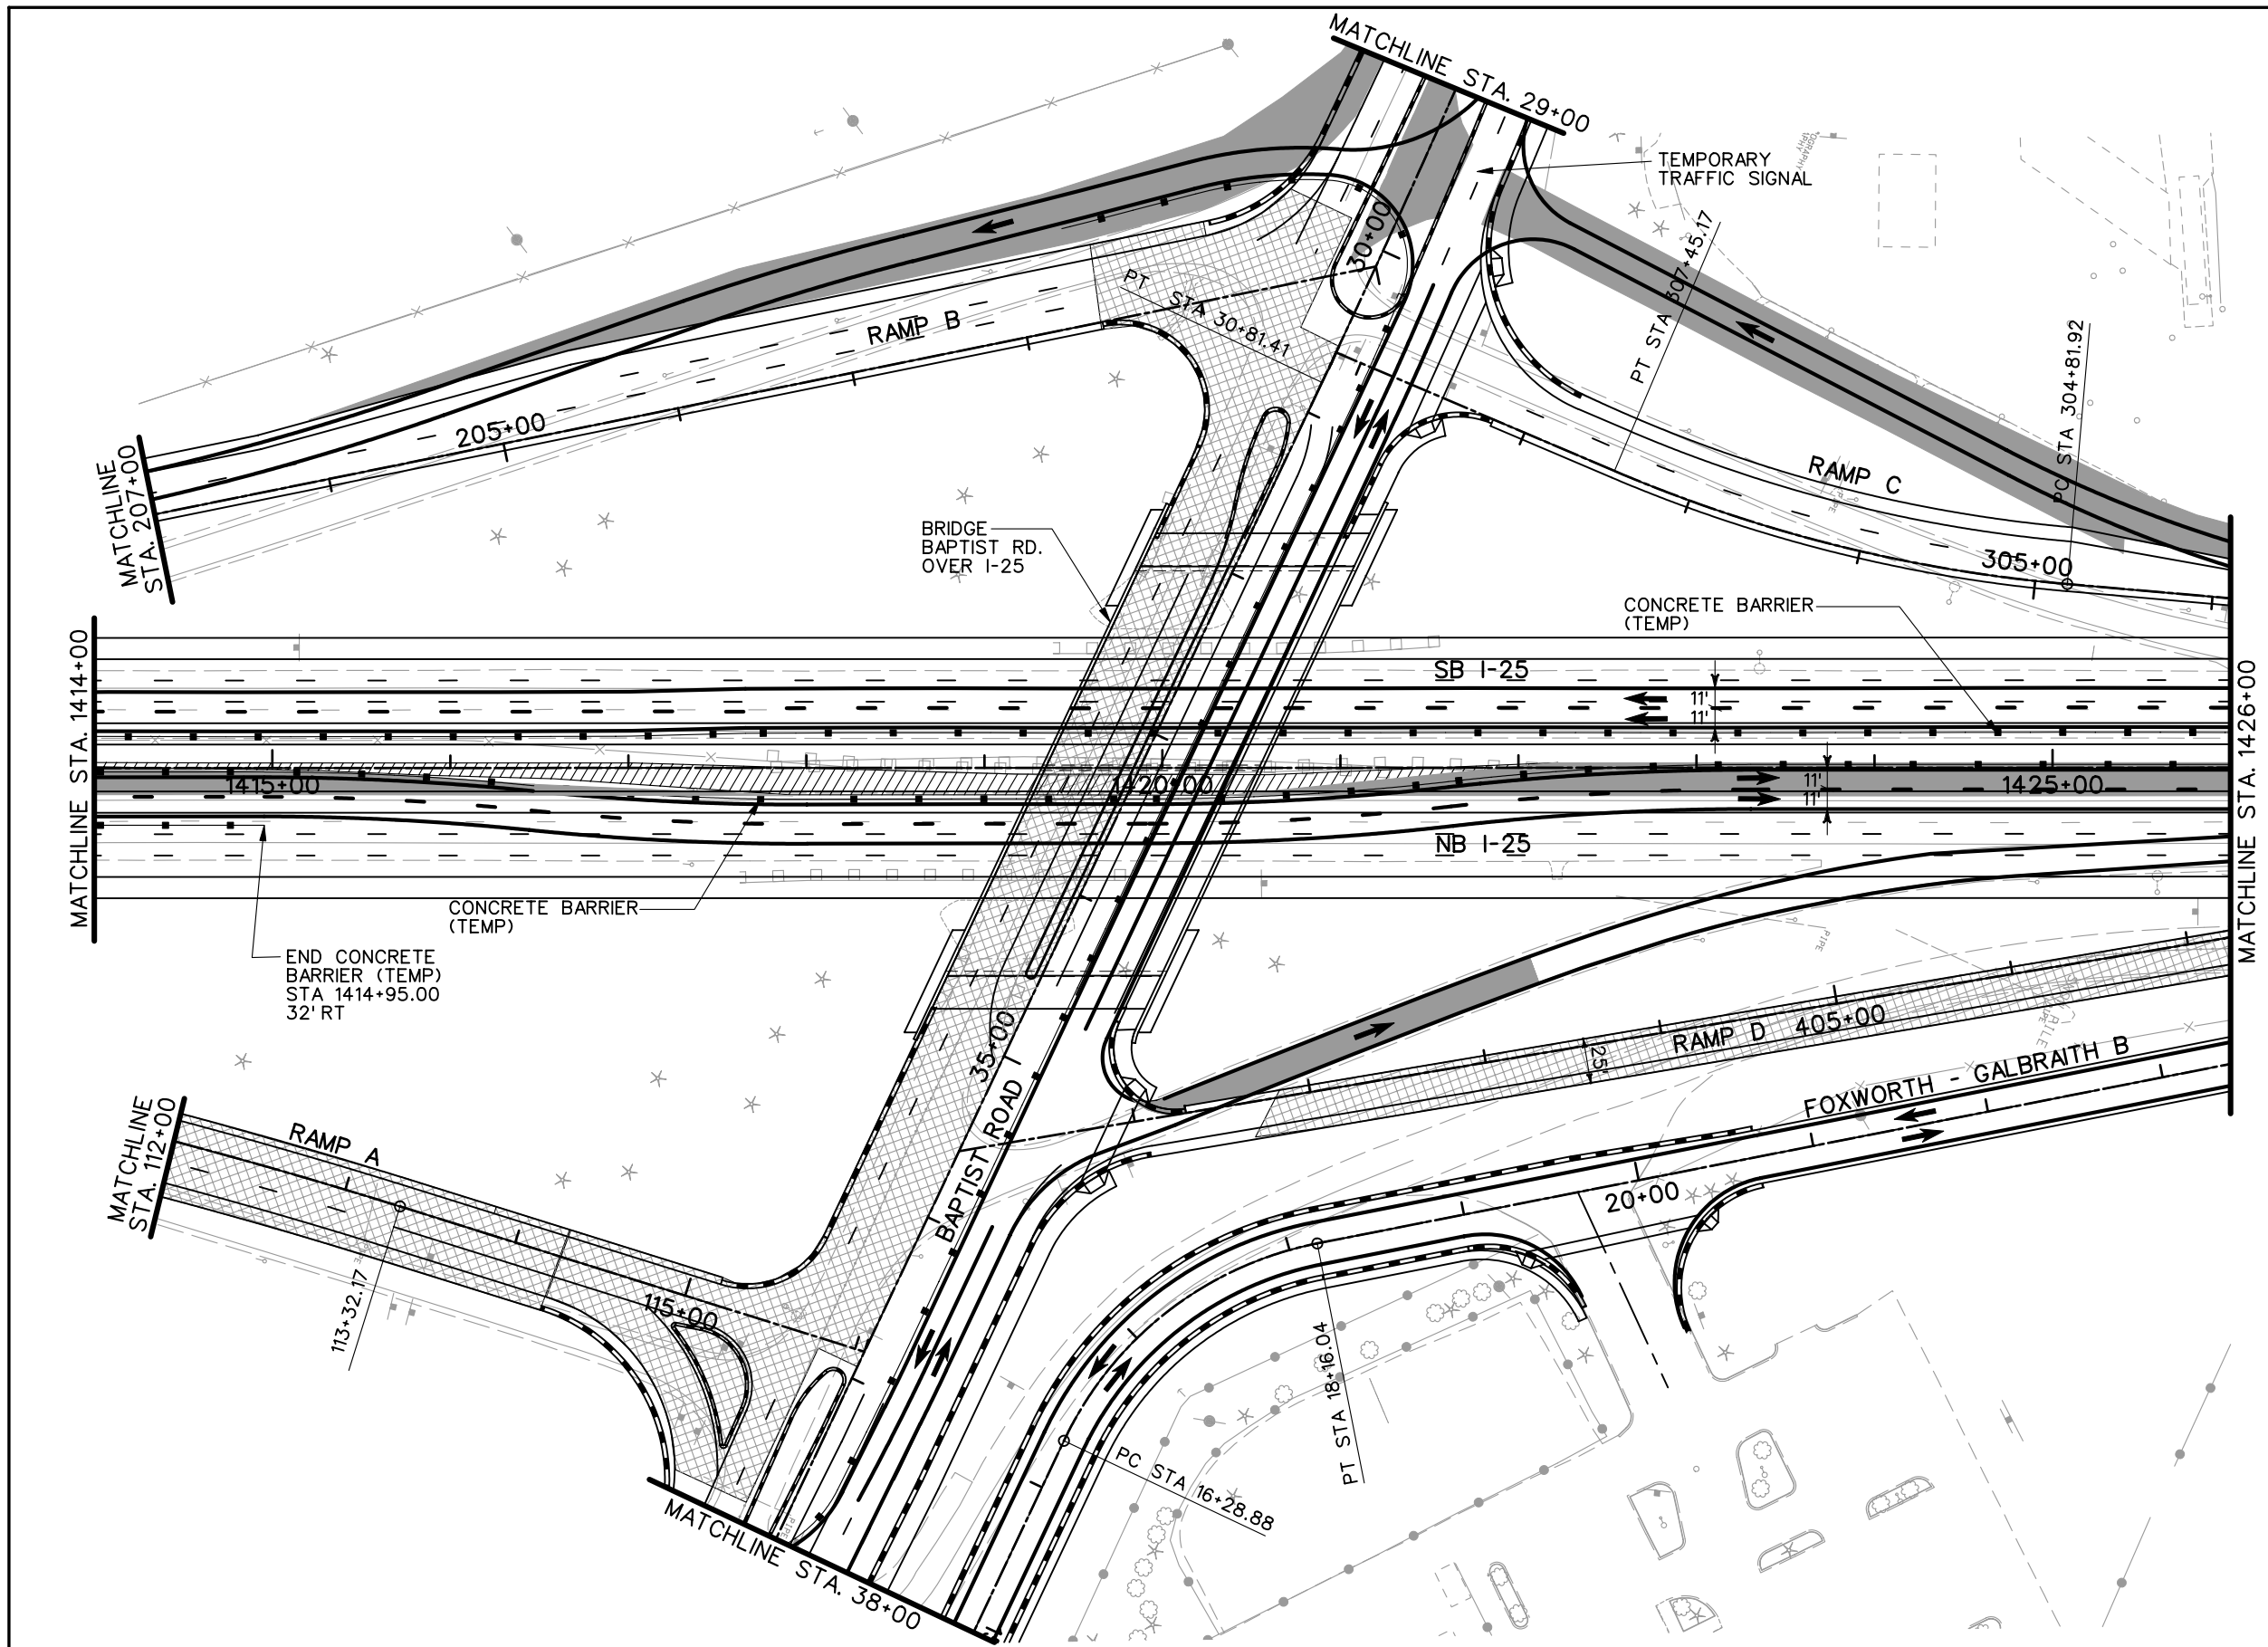 MATCHLINE STA. 29+00
TEMPORARY
TRAFFIC SIGNAL
30+00
PT STA 307+45.17
PT STA 30+81.41
RAMP B
PC STA 304+81.92
205+00
MATCHLINE
STA. 207+00
RAMP C
305+00
BRIDGE
BAPTIST RD.
OVER I-25
CONCRETE BARRIER
(TEMP)
MATCHLINE STA. 1414+00
SB I-25
11'
11'
MATCHLINE STA. 1426+00
1415+00
1420+00
1425+00
11'
11'
NB I-25
CONCRETE BARRIER
(TEMP)
END CONCRETE
BARRIER (TEMP)
STA 1414+95.00
32' RT
PIPE
35+00
RAMP D 405+00
25'
FOXWORTH - GALBRAITH B
BAPTIST ROAD
MATCHLINE
STA. 112+00
RAMP A
20+00
113+32.17
115+00
PT STA 18+16.04
PC STA 16+28.88
PIPE
MATCHLINE STA. 38+00